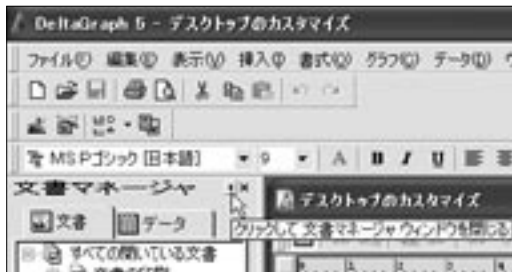 DeltaGraph 5 - デスクトップのカスタマイズ
ファイル(F) 編集(E) 表示(V) 挿入(I) 書式(O) グラフ(C) データ(D)
MS Pゴシック [日本語] 9 A B I U
文書マネージャ
デスクトップのカスタマイズ
文書 データ
クリックして、文書マネージャ ウィンドウを閉じる
すべての開いている文書